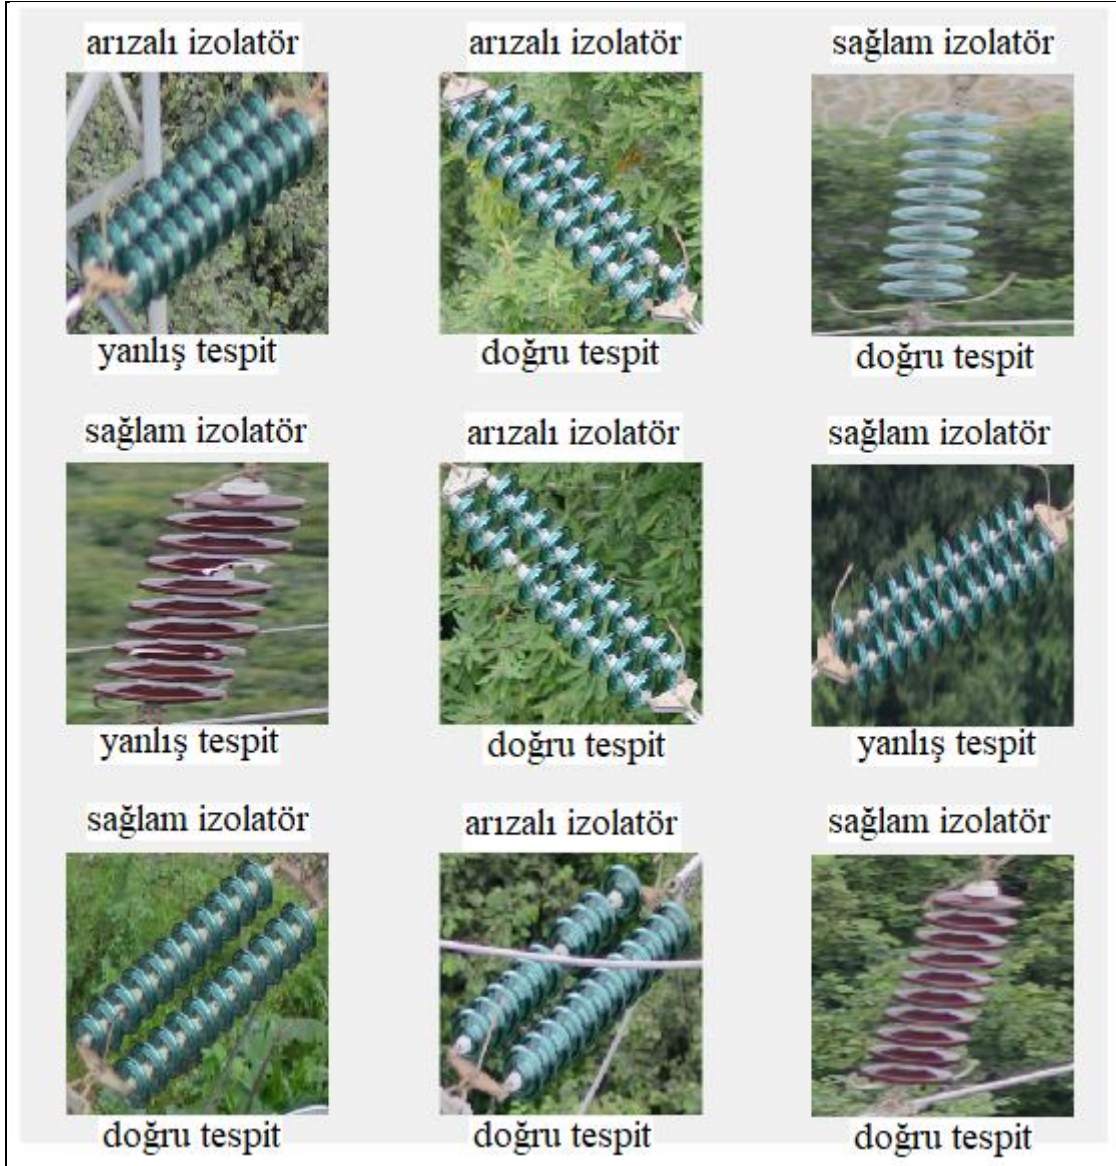 arızalı izolatör
arızalı izolatör
sağlam izolatör
yanlış tespit
doğru tespit
doğru tespit
sağlam izolatör
arızalı izolatör
sağlam izolatör
yanlış tespit
doğru tespit
yanlış tespit
sağlam izolatör
arızalı izolatör
sağlam izolatör
doğru tespit
doğru tespit
doğru tespit